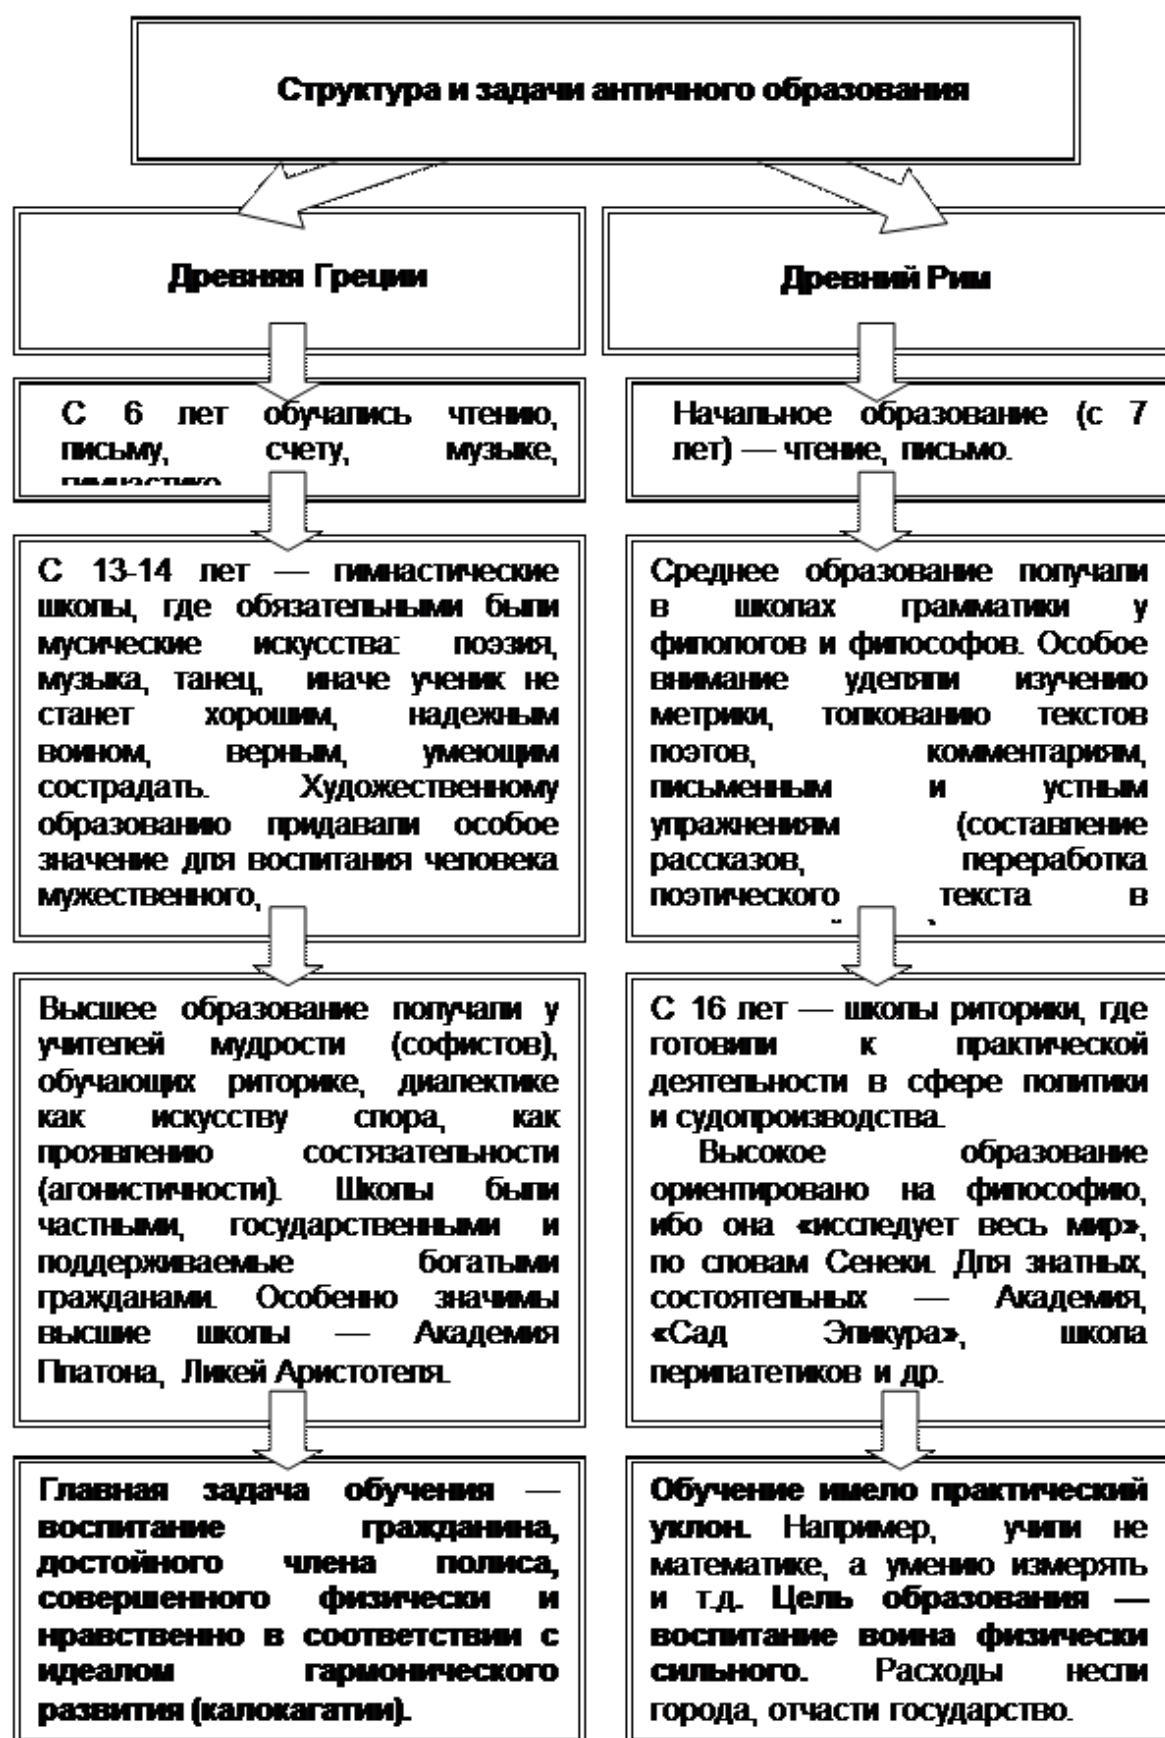 Структура и задачи античного образования
Древняя Греции
Древний Рим
С 6 лет обучались чтению,
письму, счету, музыке,
гимнастике
Начальное образование (с 7
лет) — чтение, письмо.
С 13-14 лет — гимнастические
школы, где обязательными были
мусические искусства: поэзия,
музыка, танец, иначе ученик не
станет хорошим, надежным
воином, верным, умеющим
сострадать. Художественному
образованию придавали особое
значение для воспитания человека
мужественного,
Среднее образование получали
в школах грамматики у
филологов и философов. Особое
внимание уделяли изучению
метрики, толкованию текстов
поэтов, комментариям,
письменным и устным
упражнениям (составление
рассказов, переработка
поэтического текста в
Высшее образование получали у
учителей мудрости (софистов),
обучающих риторике, диалектике
как искусству спора, как
проявлению состязательности
(агонистичности). Школы были
частными, государственными и
поддерживаемые богатыми
гражданами. Особенно значимы
высшие школы — Академия
Платона, Ликей Аристотеля.
С 16 лет — школы риторики, где
готовили к практической
деятельности в сфере политики
и судопроизводства.
Высокое образование
ориентировано на философию,
ибо она «исследует весь мир»,
по словам Сенеки. Для знатных,
состоятельных — Академия,
«Сад Эпикура», школа
перипатетиков и др.
Главная задача обучения —
воспитание гражданина,
достойного члена полиса,
совершенного физически и
нравственно в соответствии с
идеалом гармонического
развития (калокагатии).
Обучение имело практический
уклон. Например, учили не
математике, а умению измерять
и т.д. Цель образования —
воспитание воина физически
сильного. Расходы несли
города, отчасти государство.